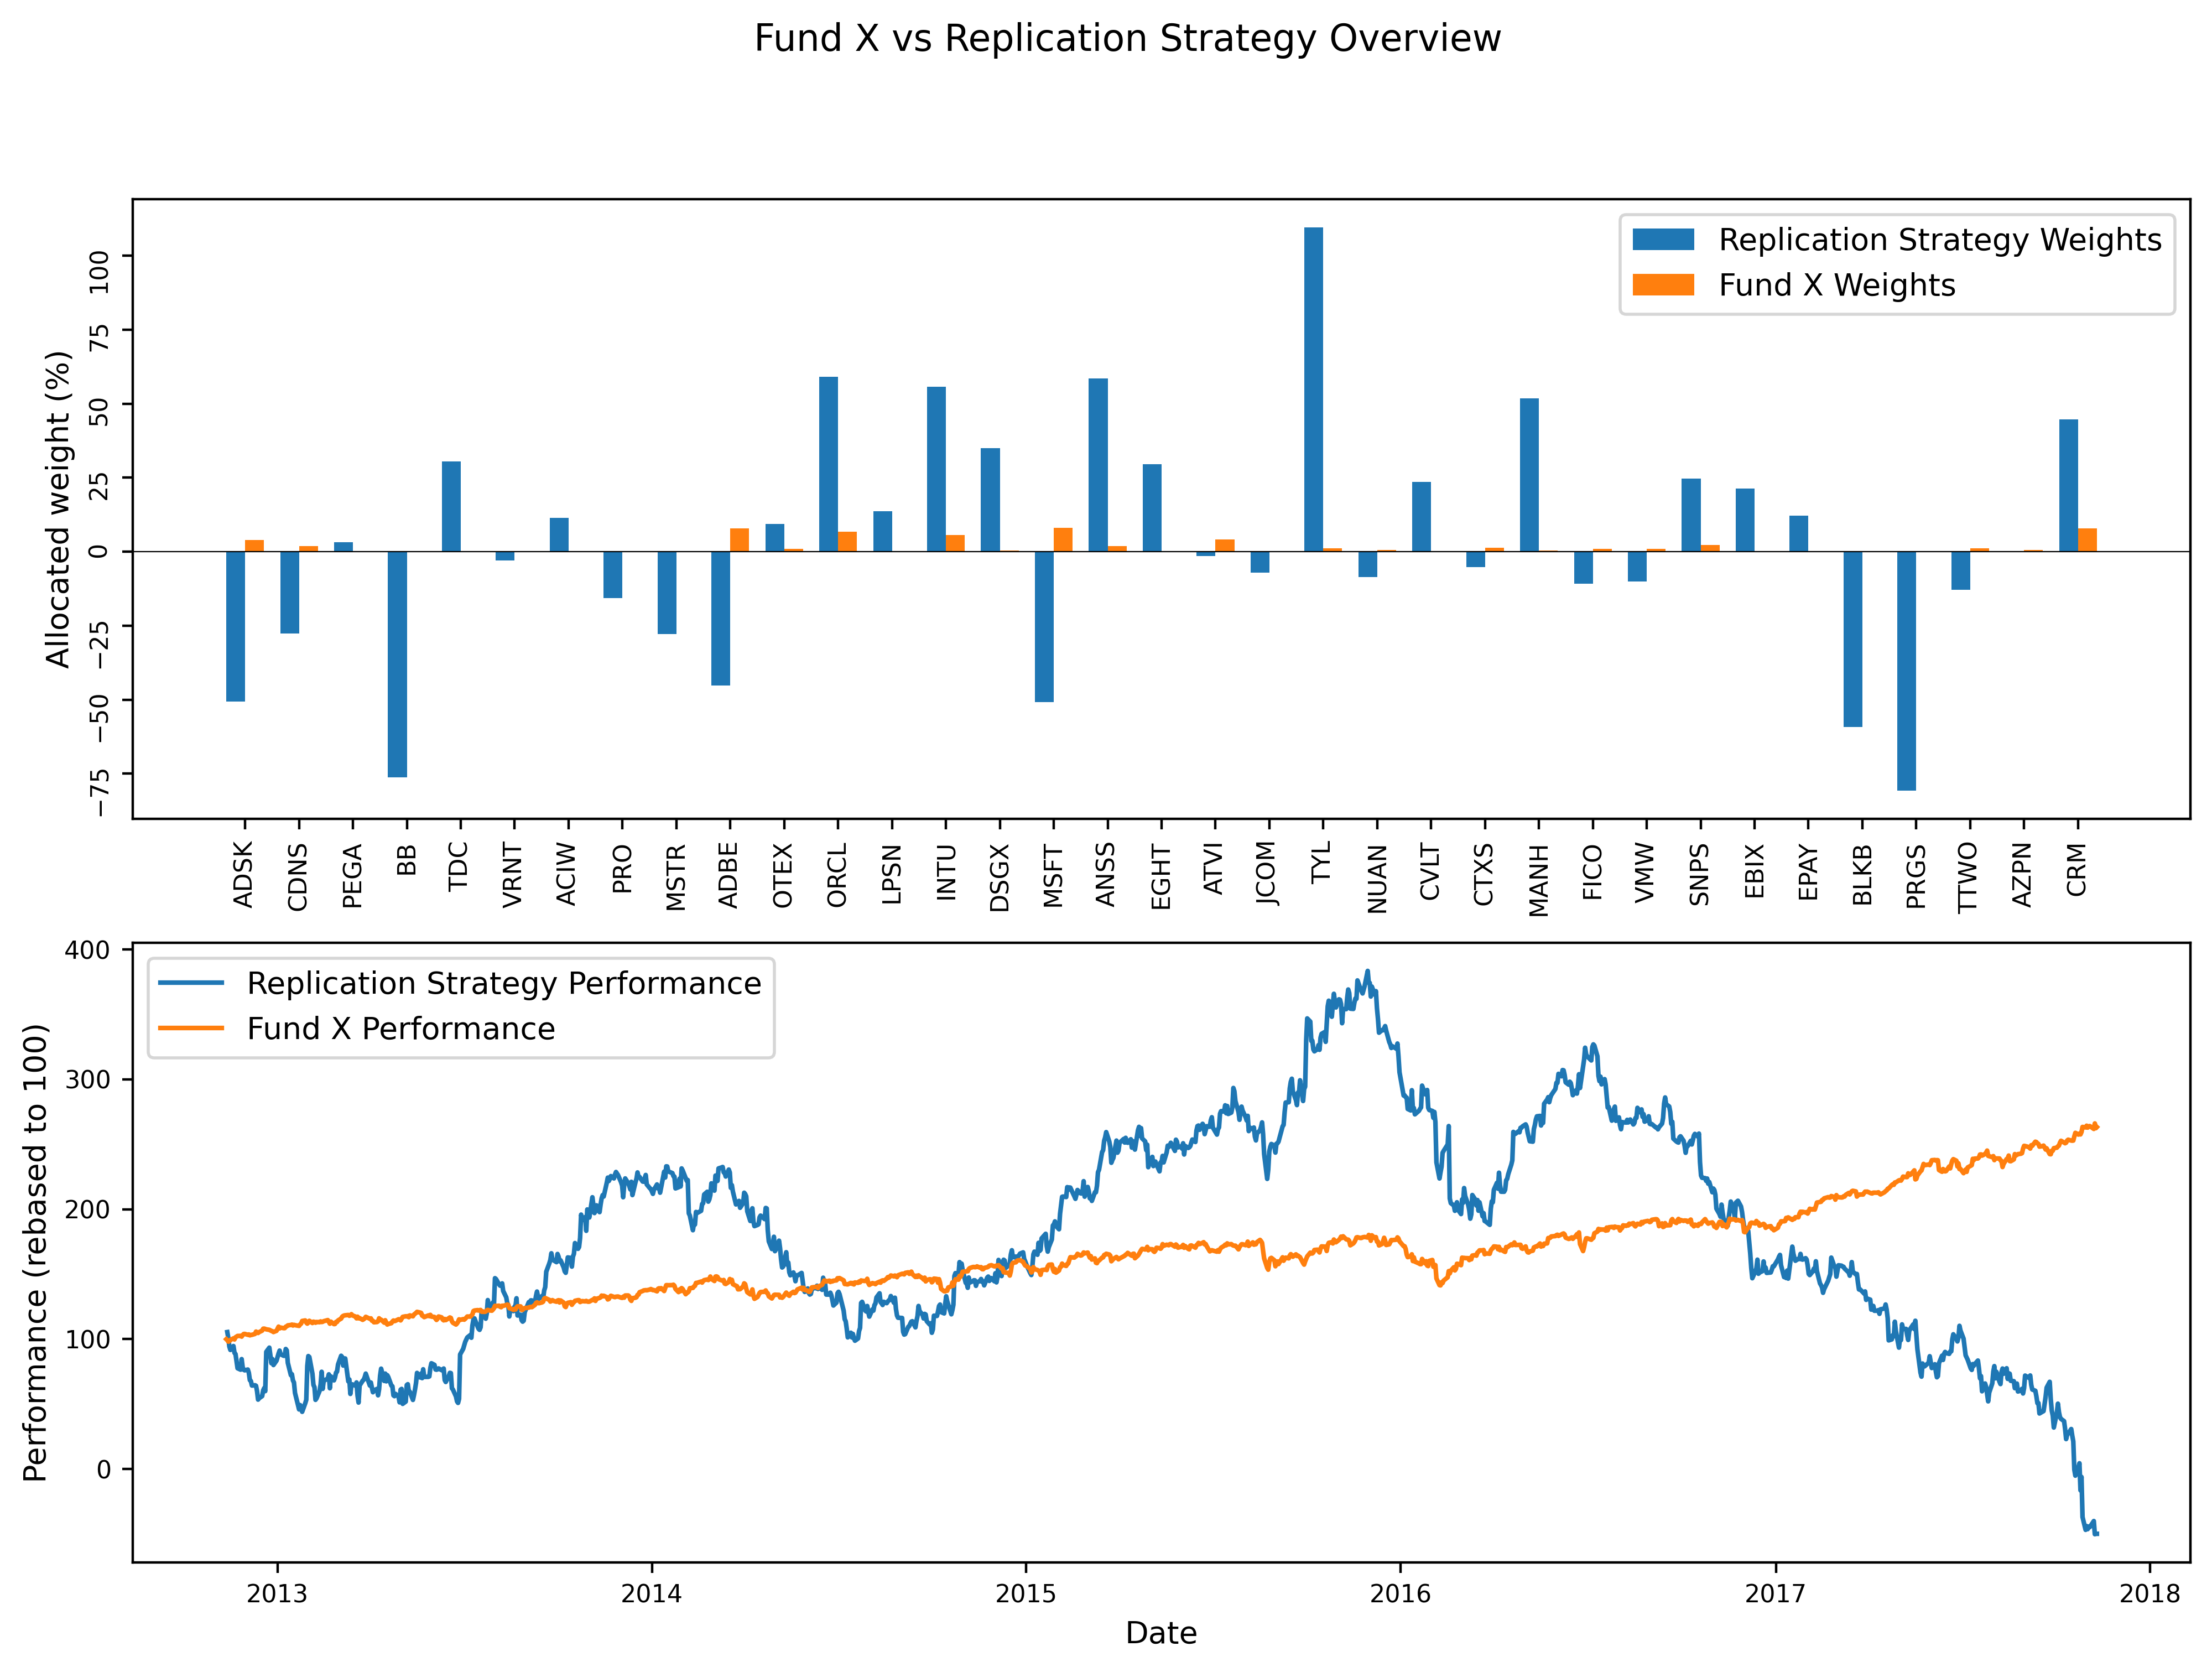 Fund X vs Replication Strategy Overview
Replication Strategy Weights
Fund X Weights
Allocated weight (%)
100
75
50
25
0
−25
−50
−75
ADSK
CDNS
PEGA
BB
TDC
VRNT
ACIW
PRO
MSTR
ADBE
OTEX
ORCL
LPSN
INTU
DSGX
MSFT
ANSS
EGHT
ATVI
JCOM
TYL
NUAN
CVLT
CTXS
MANH
FICO
VMW
SNPS
EBIX
EPAY
BLKB
PRGS
TTWO
AZPN
CRM
Replication Strategy Performance
Fund X Performance
Performance (rebased to 100)
400
300
200
100
0
2013
2014
2015
2016
2017
2018
Date